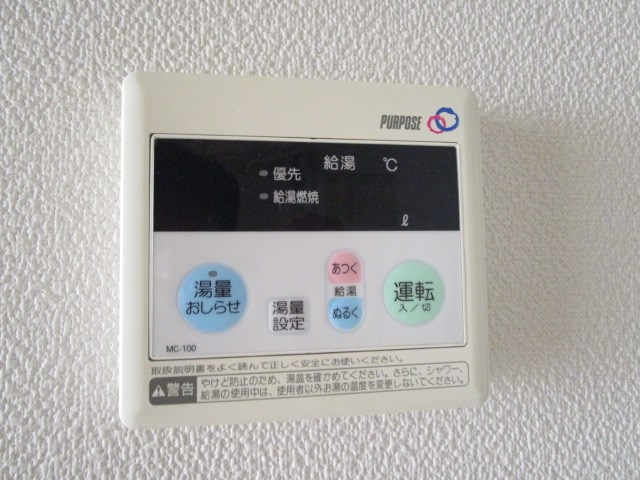 PURPOSE
給湯 ℃
優先
給湯燃焼
ℓ
湯量
おしらせ
湯量
設定
あつく
給湯
ぬるく
運転
入／切
MC-100
取扱説明書をよく読んで正しく安全にお使いください。
警告
やけど防止のため、湯温を確かめてください。さらに、シャワー、
給湯の使用中は、使用者以外お湯の温度を変更しないでください。